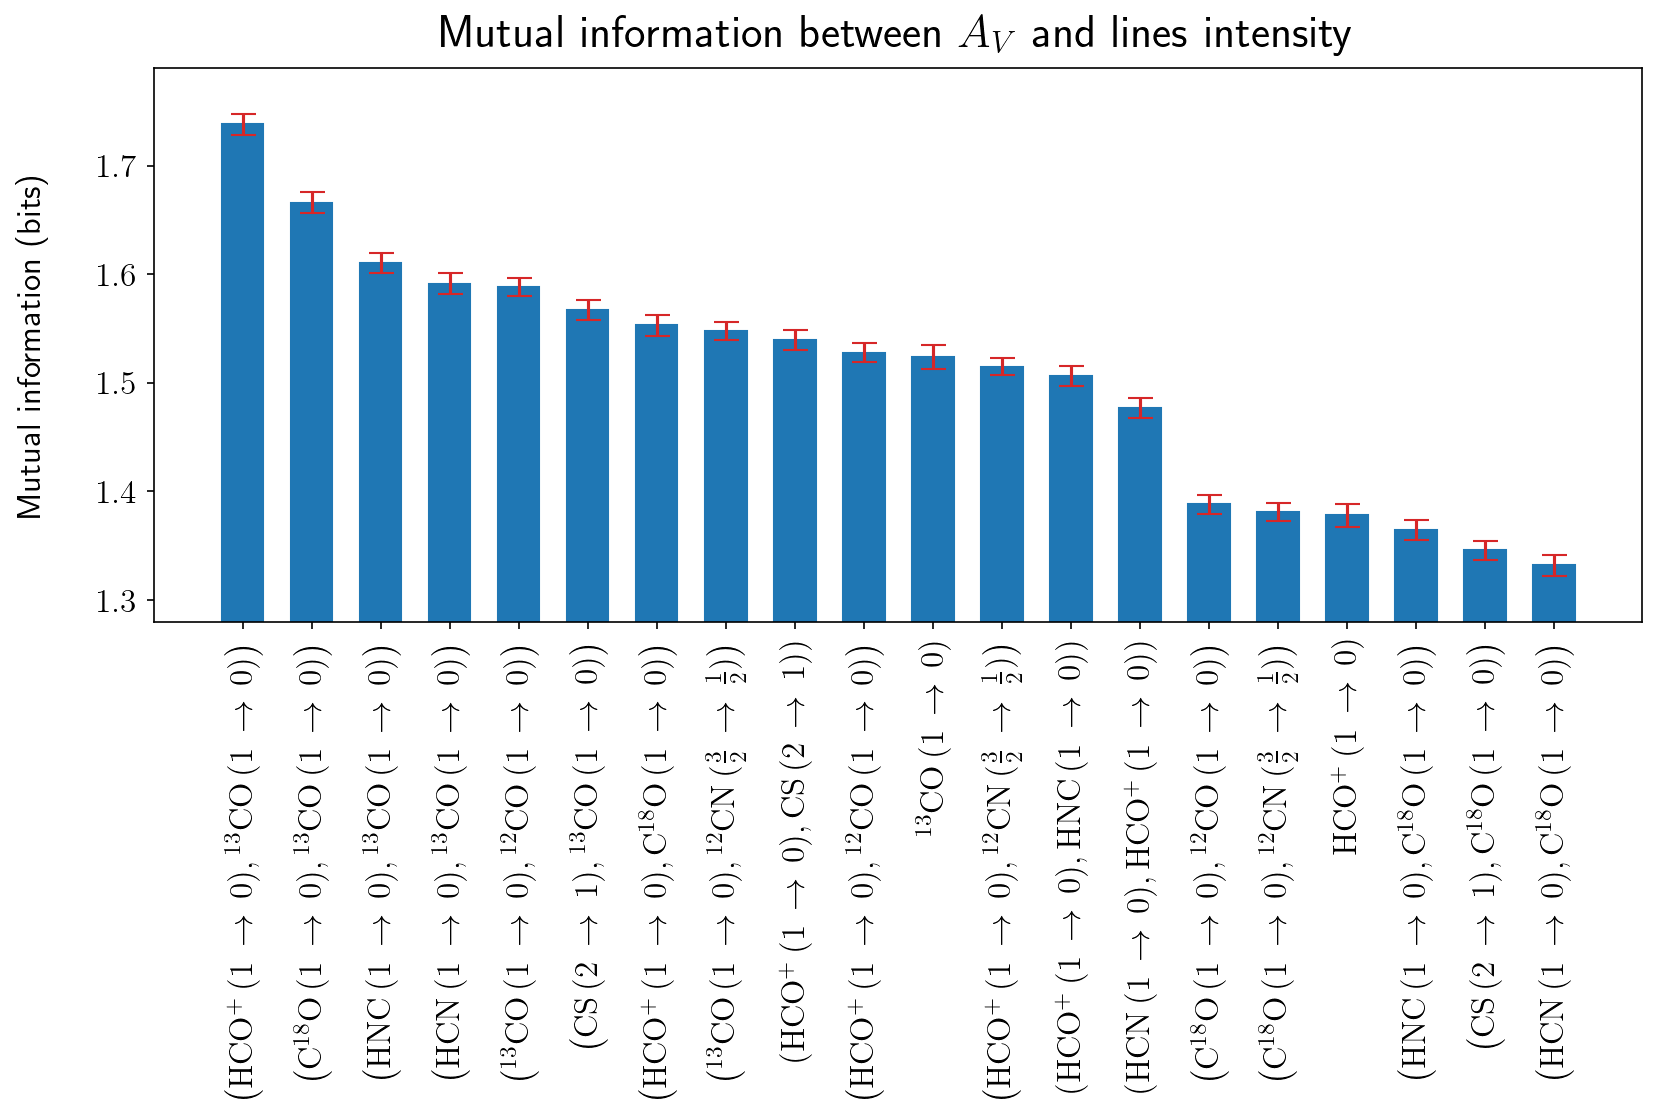 Mutual information between A_V and lines intensity
Mutual information (bits)
1.7
1.6
1.5
1.4
1.3
(HCO⁺ (1 → 0), ¹³CO (1 → 0))
(C¹⁸O (1 → 0), ¹³CO (1 → 0))
(HNC (1 → 0), ¹³CO (1 → 0))
(HCN (1 → 0), ¹³CO (1 → 0))
(¹³CO (1 → 0), ¹²CO (1 → 0))
(CS (2 → 1), ¹³CO (1 → 0))
(HCO⁺ (1 → 0), C¹⁸O (1 → 0))
(¹³CO (1 → 0), ¹²CN (3/2 → 1/2))
(HCO⁺ (1 → 0), CS (2 → 1))
(HCO⁺ (1 → 0), ¹²CO (1 → 0))
¹³CO (1 → 0)
(HCO⁺ (1 → 0), ¹²CN (3/2 → 1/2))
(HCO⁺ (1 → 0), HNC (1 → 0))
(HCN (1 → 0), HCO⁺ (1 → 0))
(C¹⁸O (1 → 0), ¹²CO (1 → 0))
(C¹⁸O (1 → 0), ¹²CN (3/2 → 1/2))
HCO⁺ (1 → 0)
(HNC (1 → 0), C¹⁸O (1 → 0))
(CS (2 → 1), C¹⁸O (1 → 0))
(HCN (1 → 0), C¹⁸O (1 → 0))